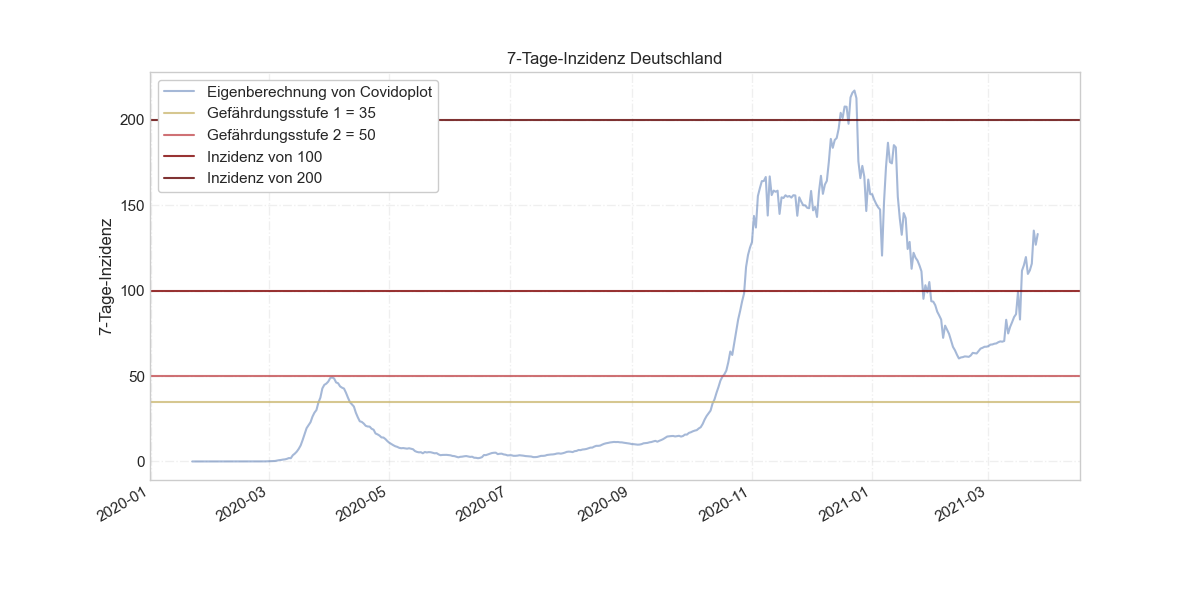 7-Tage-Inzidenz Deutschland
Eigenberechnung von Covidoplot
Gefährdungsstufe 1 = 35
Gefährdungsstufe 2 = 50
Inzidenz von 100
Inzidenz von 200
7-Tage-Inzidenz
200
150
100
50
0
2020-01
2020-03
2020-05
2020-07
2020-09
2020-11
2021-01
2021-03